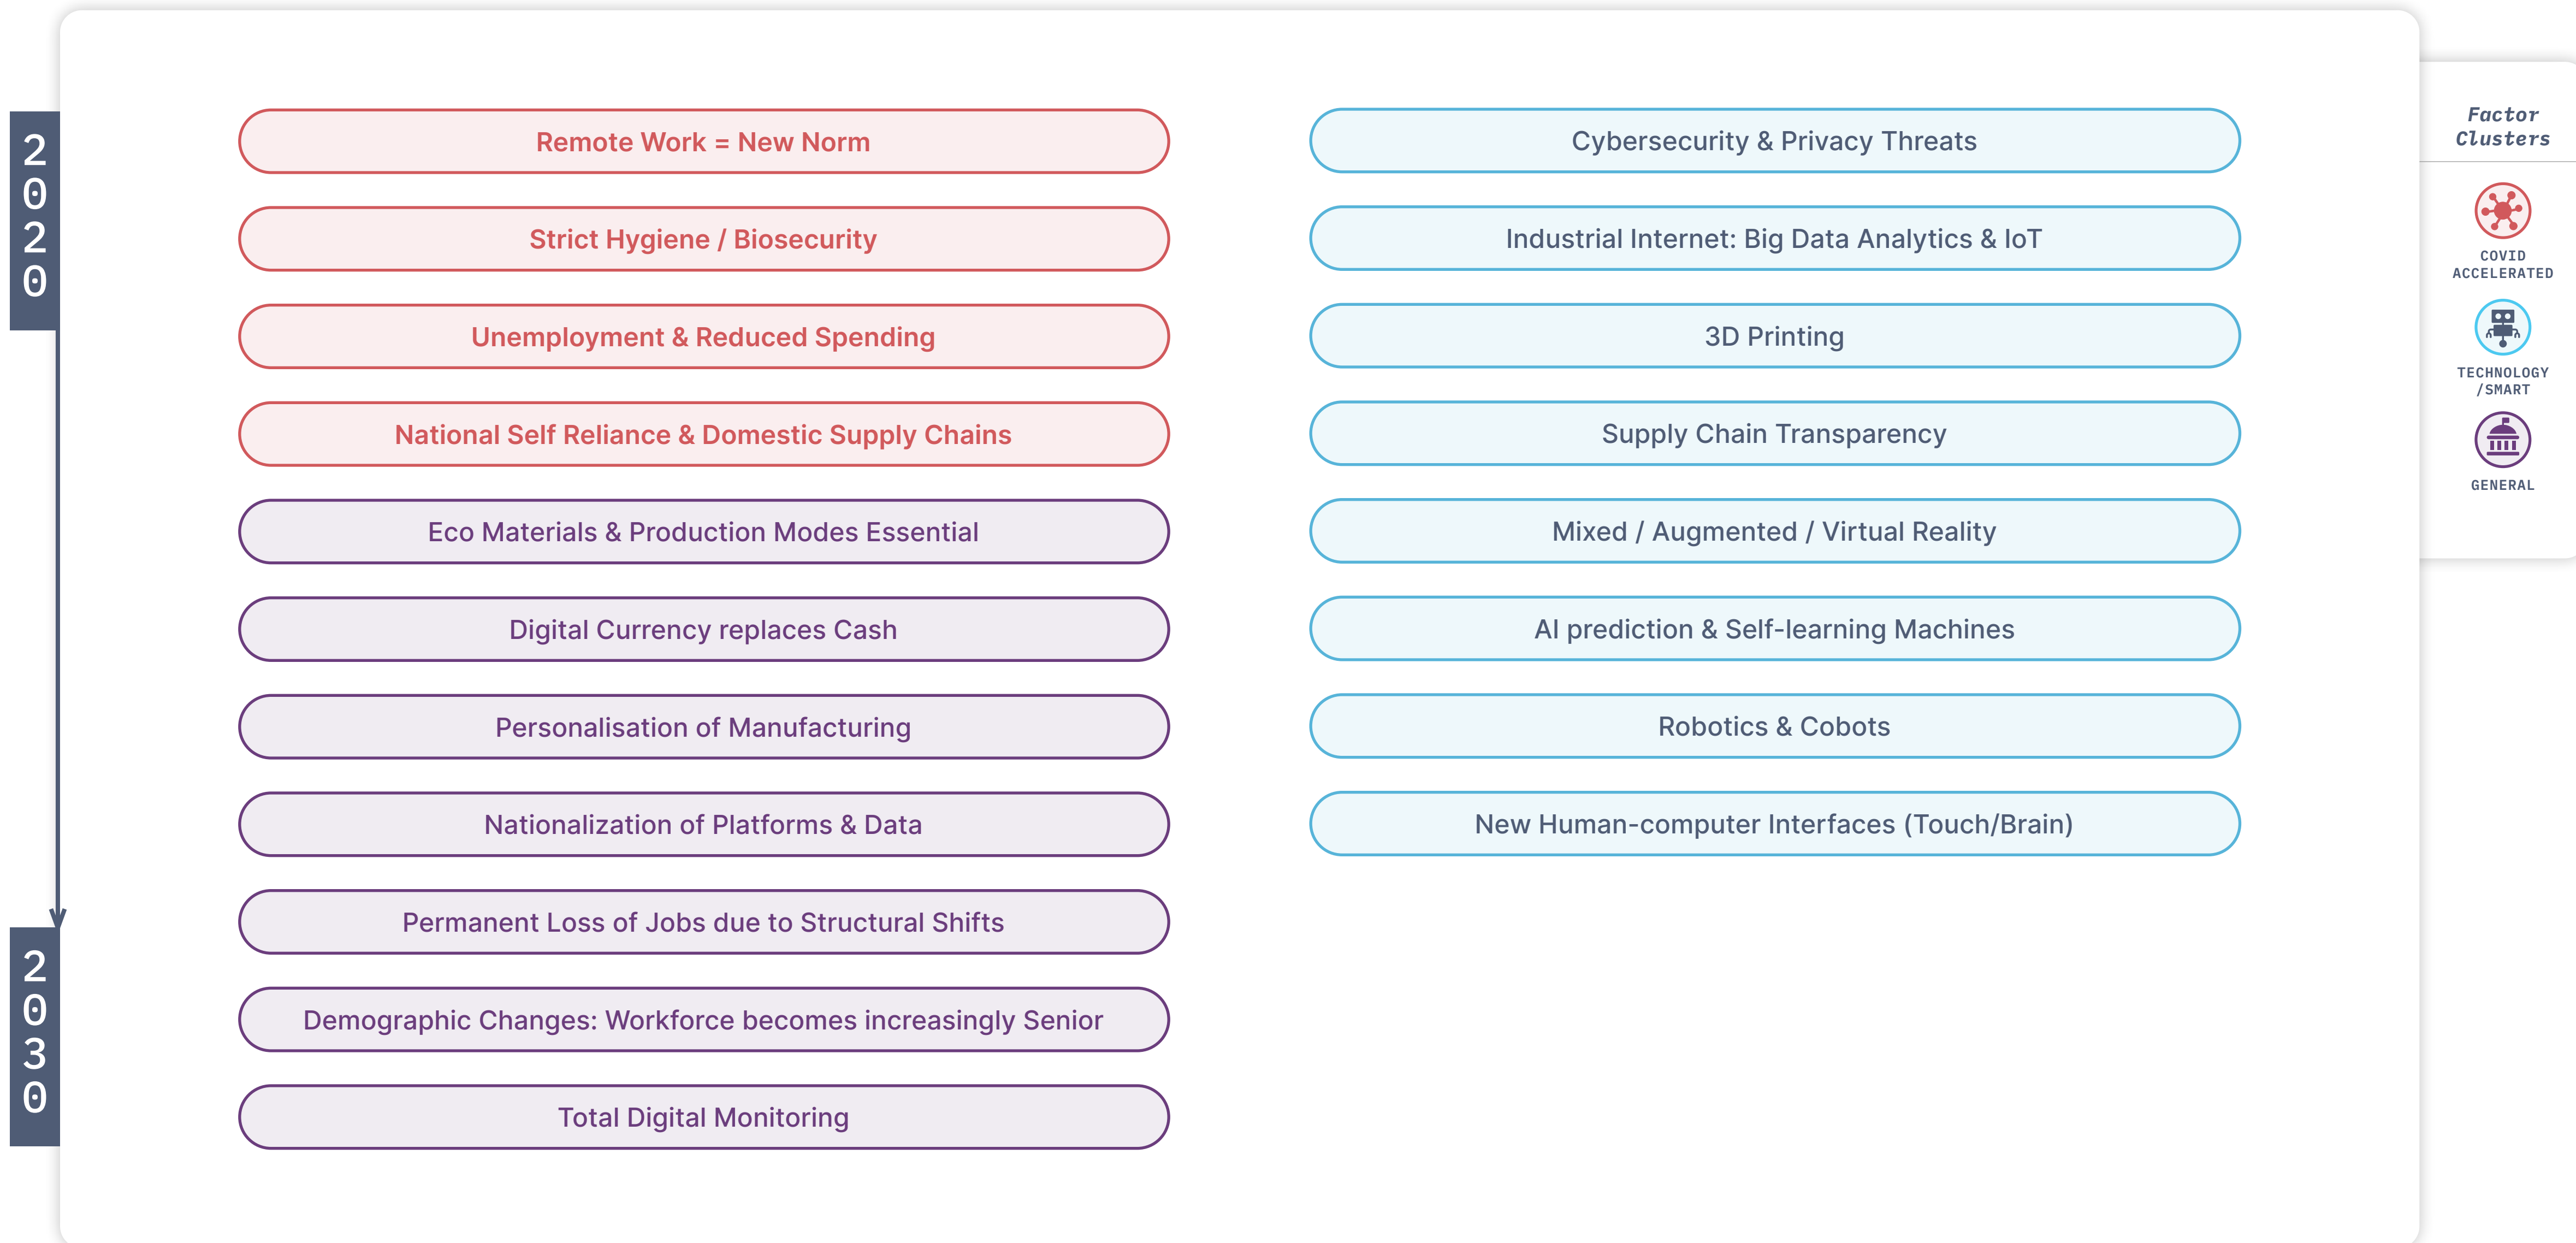 2020
Remote Work = New Norm
Strict Hygiene / Biosecurity
Unemployment & Reduced Spending
National Self Reliance & Domestic Supply Chains
Eco Materials & Production Modes Essential
Digital Currency replaces Cash
Personalisation of Manufacturing
Nationalization of Platforms & Data
Permanent Loss of Jobs due to Structural Shifts
Demographic Changes: Workforce becomes increasingly Senior
Total Digital Monitoring
2030
Cybersecurity & Privacy Threats
Industrial Internet: Big Data Analytics & IoT
3D Printing
Supply Chain Transparency
Mixed / Augmented / Virtual Reality
AI prediction & Self-learning Machines
Robotics & Cobots
New Human-computer Interfaces (Touch/Brain)
Factor
Clusters
COVID
ACCELERATED
TECHNOLOGY
/SMART
GENERAL